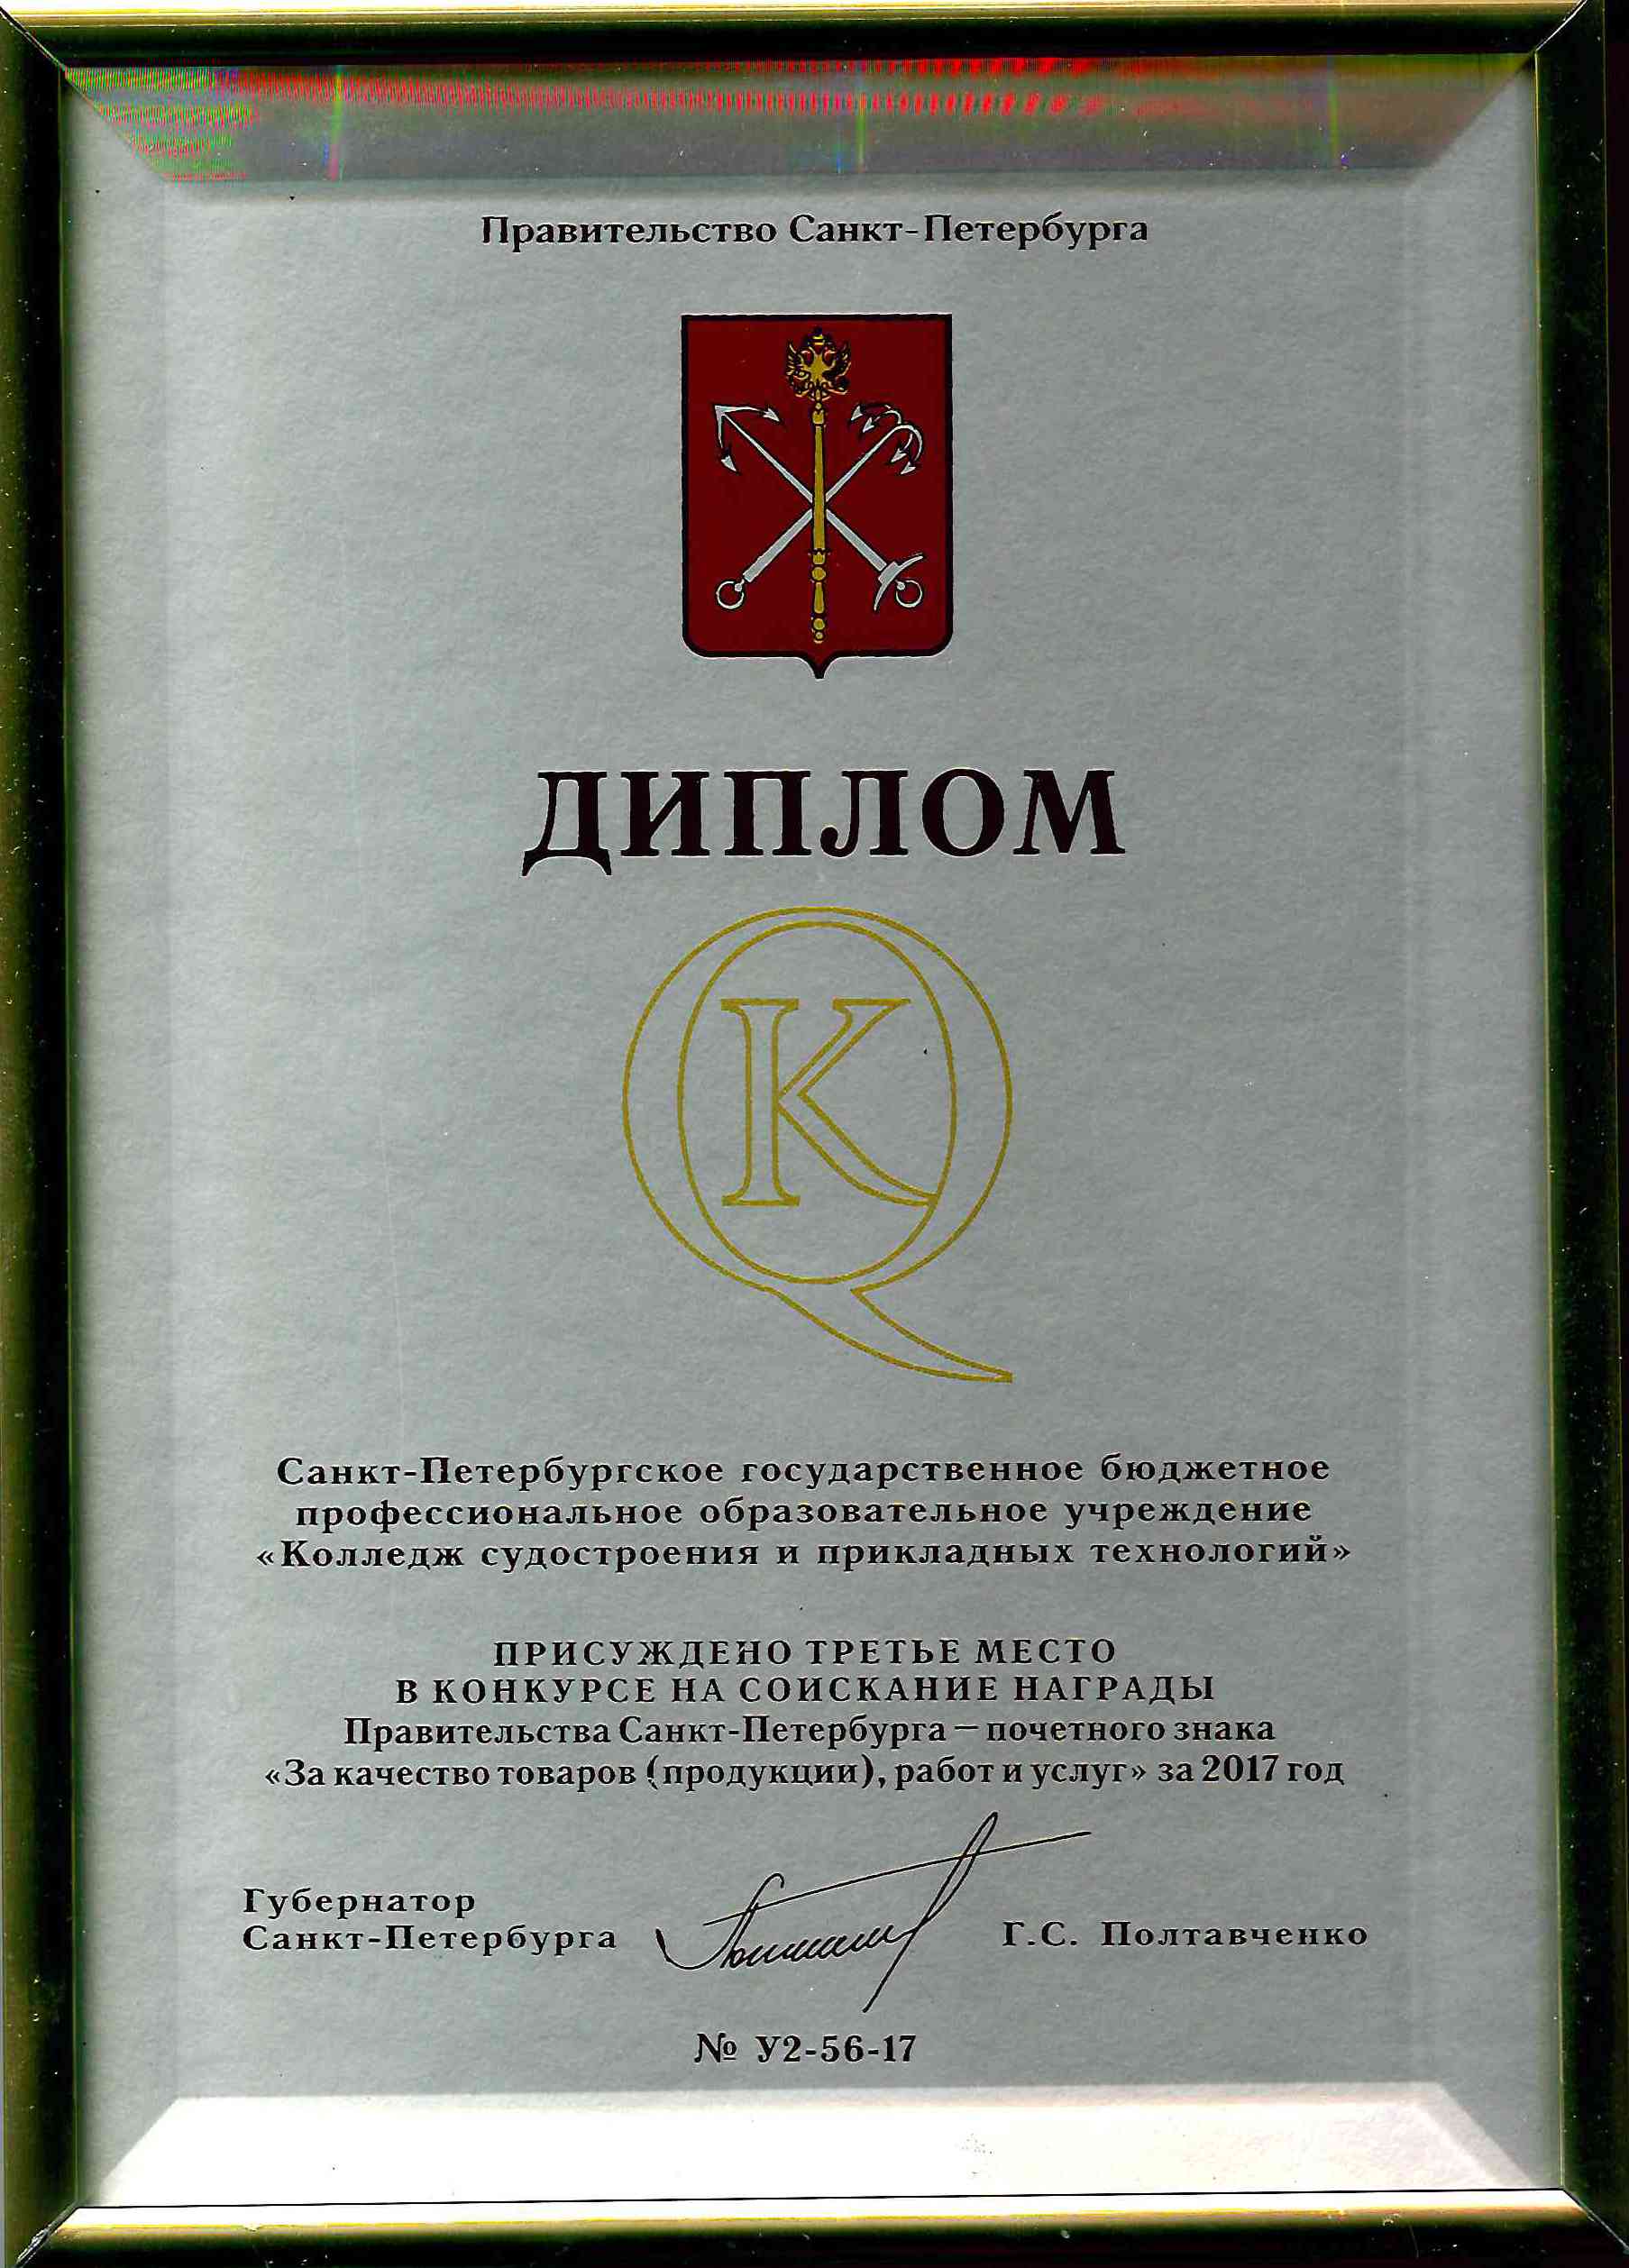 Правительство Санкт-Петербурга
ДИПЛОМ
К
Санкт-Петербургское государственное бюджетное
профессиональное образовательное учреждение
«Колледж судостроения и прикладных технологий»
ПРИСУЖДЕНО ТРЕТЬЕ МЕСТО
В КОНКУРСЕ НА СОИСКАНИЕ НАГРАДЫ
Правительства Санкт-Петербурга — почетного знака
«За качество товаров (продукции), работ и услуг» за 2017 год
Губернатор
Санкт-Петербурга Г.С. Полтавченко
№ У2-56-17